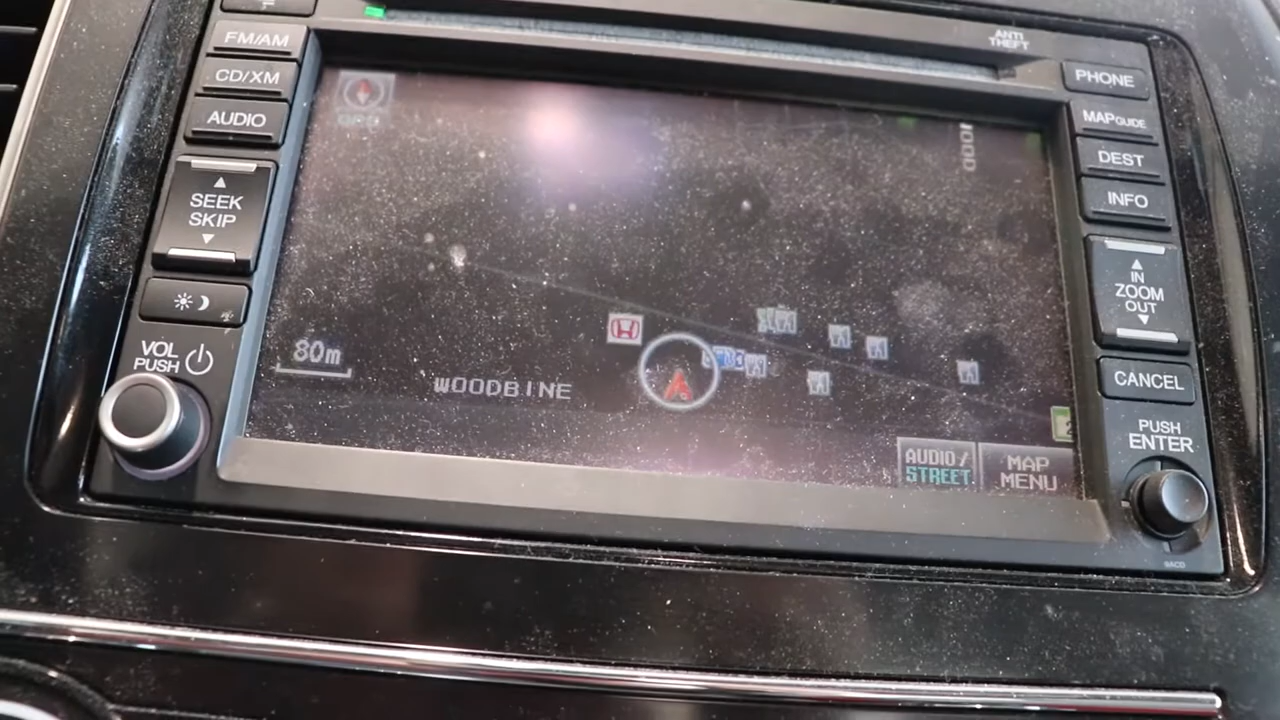 FM/AM
CD/XM
AUDIO
SEEK
SKIP
VOL
PUSH
ANTI
THEFT
80m
WOODBINE
AUDIO/
STREET
MAP
MENU
PHONE
MAP GUIDE
DEST
INFO
IN
ZOOM
OUT
CANCEL
PUSH
ENTER